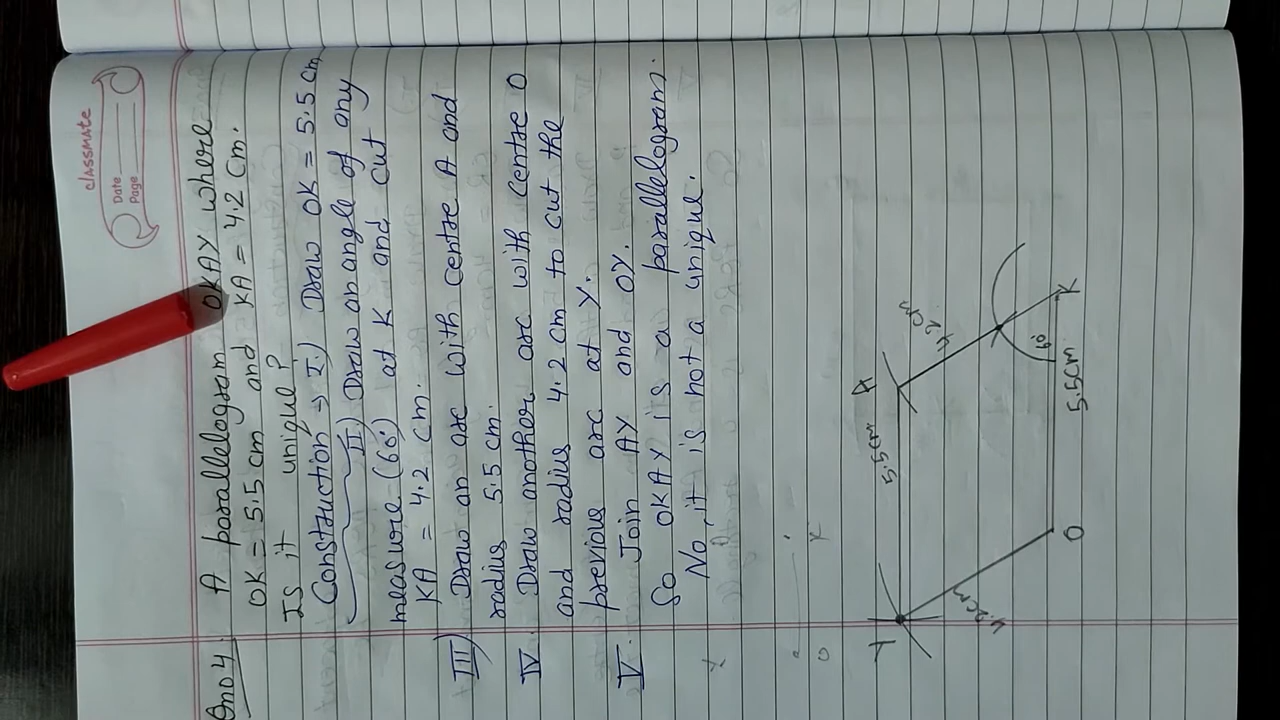 classmate
Date
Page
Qno4. A parallelogram OKAY where
OK = 5.5 cm and KA = 4.2 cm.
Is it unique?
Construction → I.) Draw OK = 5.5 cm
II) Draw an angle of any
measure (60°) at K and cut
KA = 4.2 cm.
III) Draw an arc with centre A and
radius 5.5 cm.
IV. Draw another arc with centre O
and radius 4.2 cm to cut the
previous arc at Y.
V. Join AY and OY.
So OKAY is a parallelogram.
No, it is not a unique.
Y
5.5cm
A
4.2 cm
4.2cm
60
O
5.5cm
K